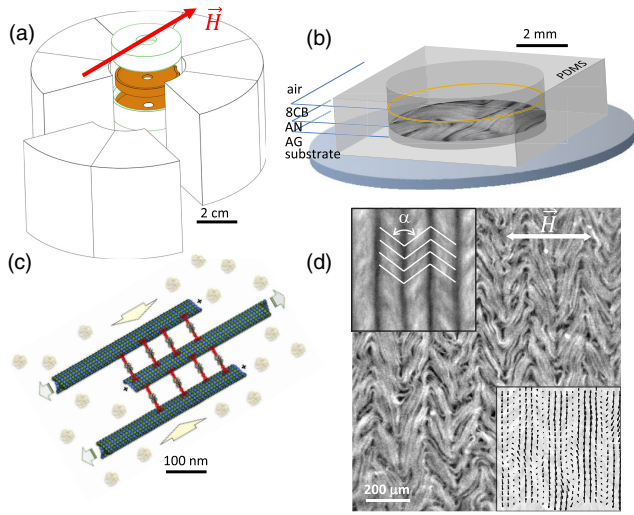 (a)
H
2 cm
(b)
2 mm
PDMS
air
8CB
AN
AG
substrate
(c)
100 nm
(d)
α
H
200 μm